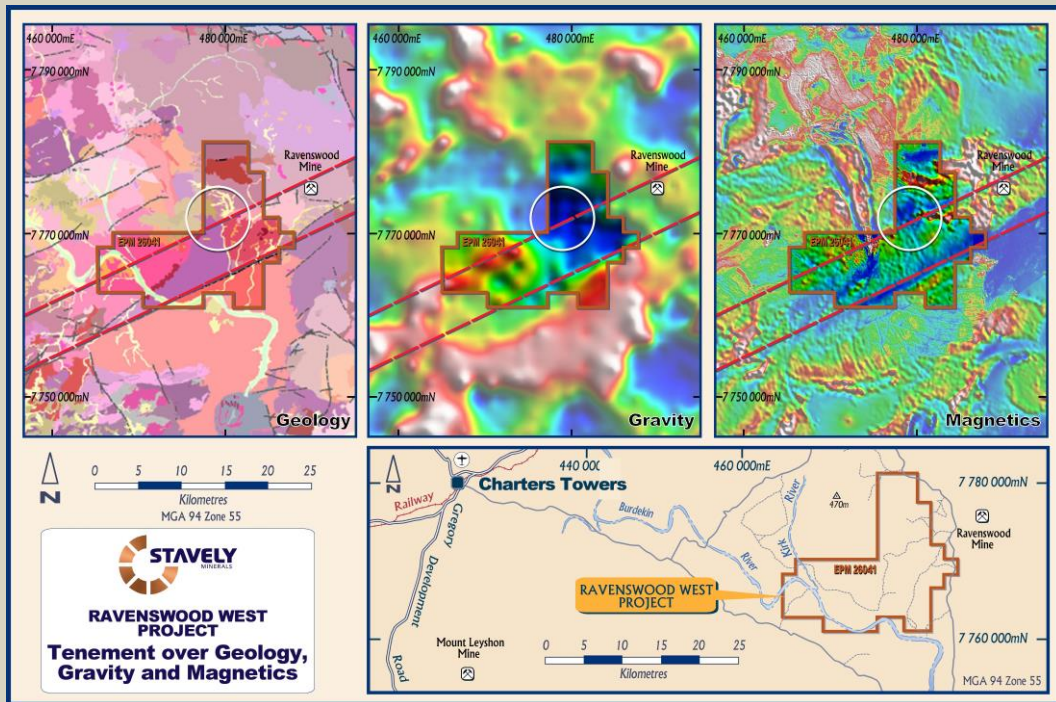 460 000mE
480 000mE
7 790 000mN
Ravenswood
Mine
7 770 000mN
EPM 26041
7 750 000mN
Geology
460 000mE
480 000mE
7 790 000mN
Ravenswood
Mine
7 770 000mN
EPM 26041
7 750 000mN
Gravity
460 000mE
480 000mE
7 790 000mN
Ravenswood
Mine
7 770 000mN
EPM 26041
7 750 000mN
Magnetics
N
0 5 10 15 20 25
Kilometres
MGA 94 Zone 55
STAVELY
MINERALS
RAVENSWOOD WEST
PROJECT
Tenement over Geology,
Gravity and Magnetics
N
Charters Towers
440 00
460 000mE
7 780 000mN
Railway
Gregory
Development
Road
Burdekin
River
Kirk
River
470m
Ravenswood
Mine
EPM 26041
RAVENSWOOD WEST
PROJECT
7 760 000mN
Mount Leyshon
Mine
0 5 10 15 20 25
Kilometres
MGA 94 Zone 55